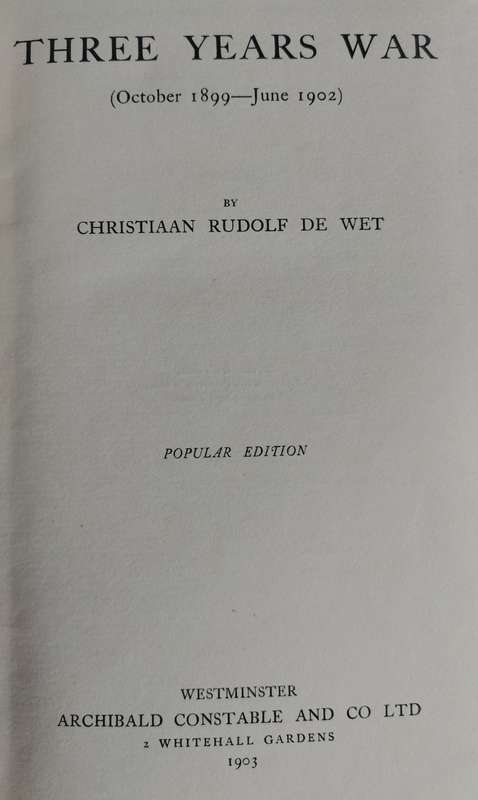 THREE YEARS WAR
(October 1899—June 1902)
BY
CHRISTIAAN RUDOLF DE WET
POPULAR EDITION
WESTMINSTER
ARCHIBALD CONSTABLE AND CO LTD
2 WHITEHALL GARDENS
1903